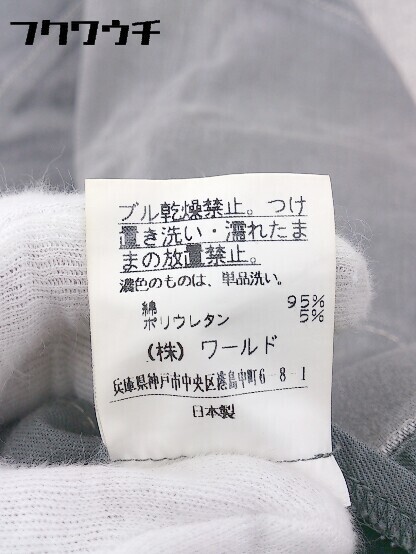 フクワウチ
ブル乾燥禁止。つけ
置き洗い・濡れたま
まの放置禁止。
濃色のものは、単品洗い。
綿 95%
ポリウレタン 5%
(株) ワールド
兵庫県神戸市中央区港島中町6-8-1
日本製